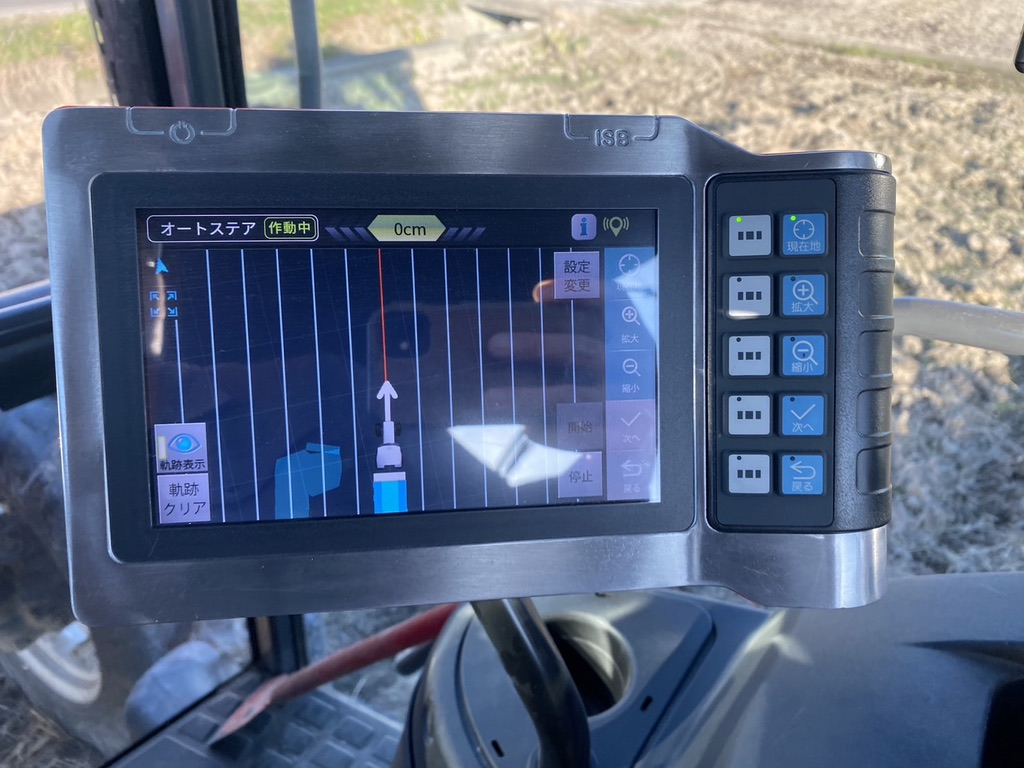 ISB
オートステア 作動中
0cm
i
設定
変更
拡大
縮小
開始
次へ
停止
戻る
軌跡表示
軌跡
クリア
現在地
拡大
縮小
次へ
戻る